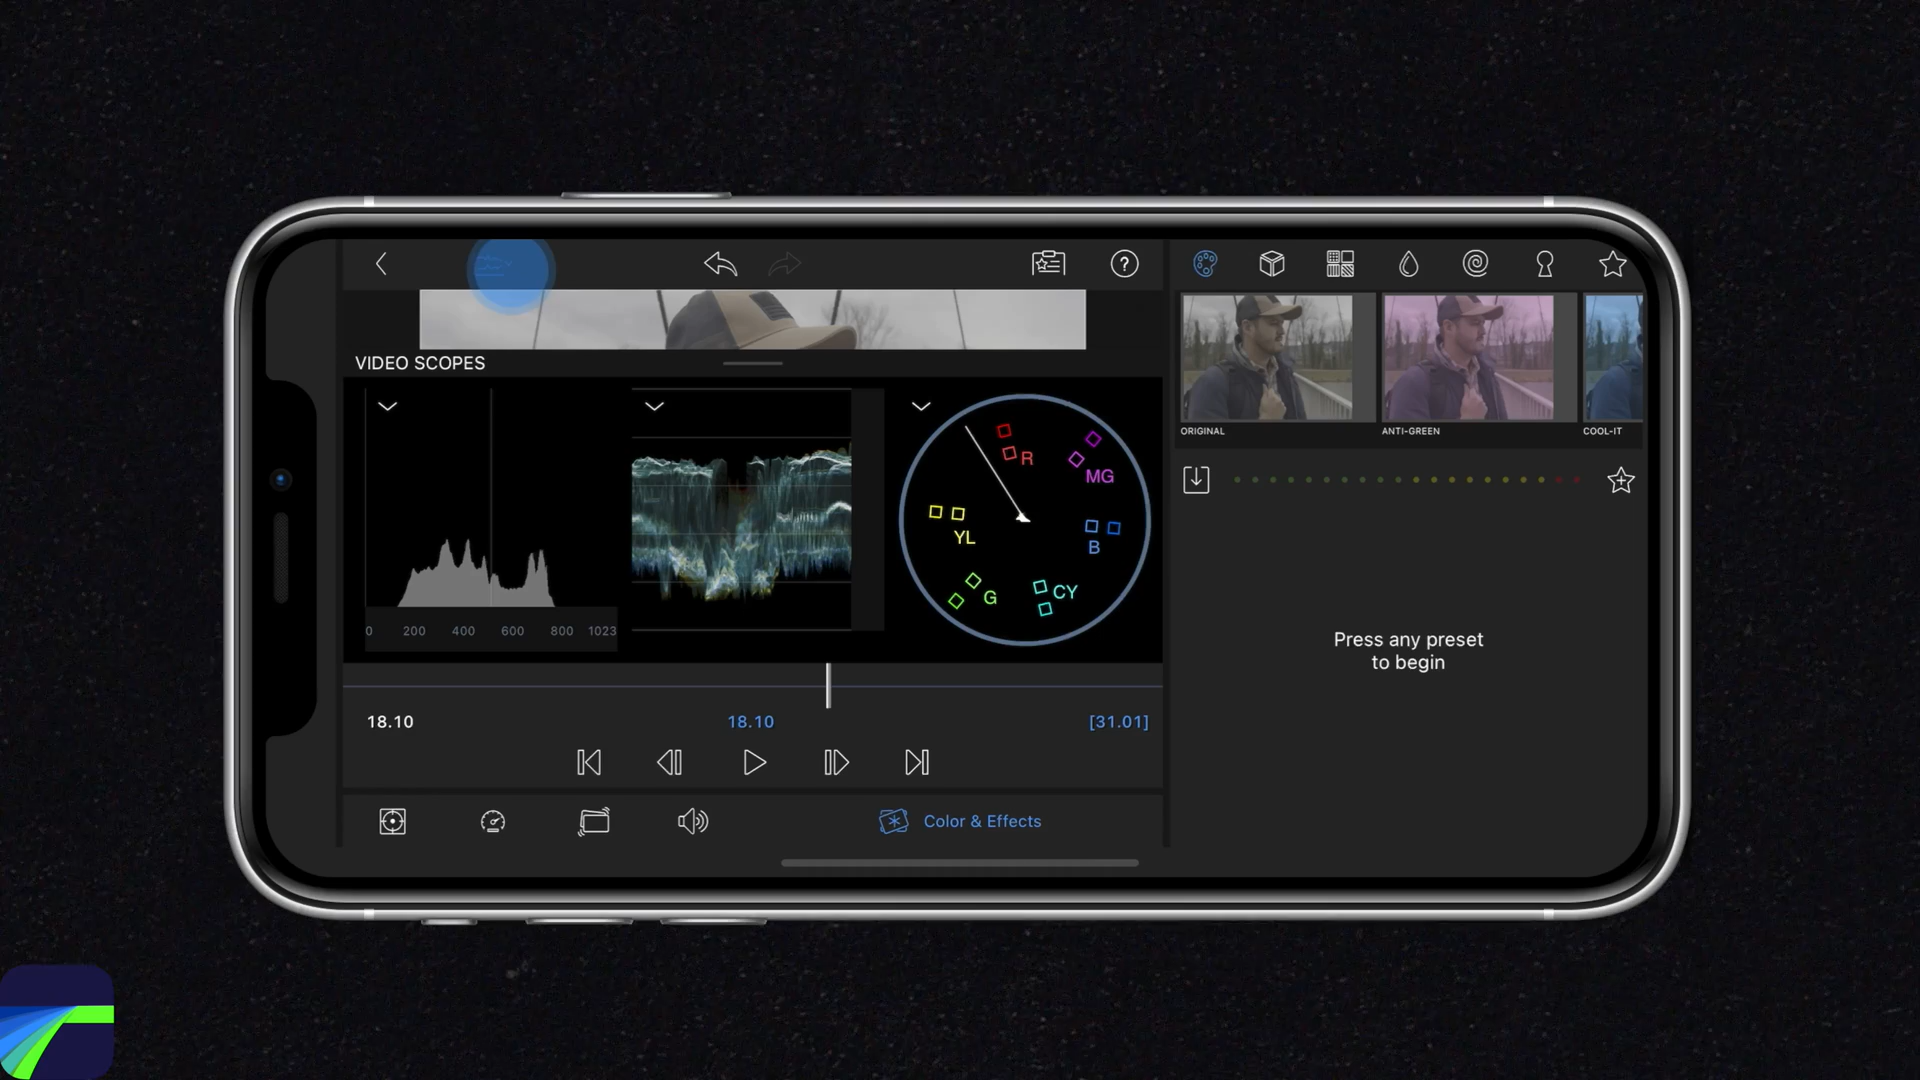 ?
VIDEO SCOPES
R
MG
YL
B
G
CY
0 200 400 600 800 1023
18.10
18.10
[31.01]
Color & Effects
ORIGINAL
ANTI-GREEN
COOL-IT
Press any preset
to begin